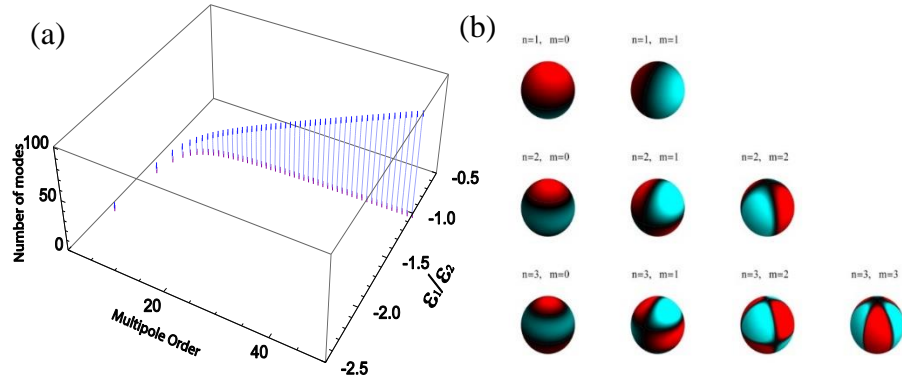 (a)
Number of modes
100
50
0
20
40
Multipole Order
-0.5
-1.0
-1.5
-2.0
-2.5
ε1/ε2
(b)
n=1, m=0
n=1, m=1
n=2, m=0
n=2, m=1
n=2, m=2
n=3, m=0
n=3, m=1
n=3, m=2
n=3, m=3